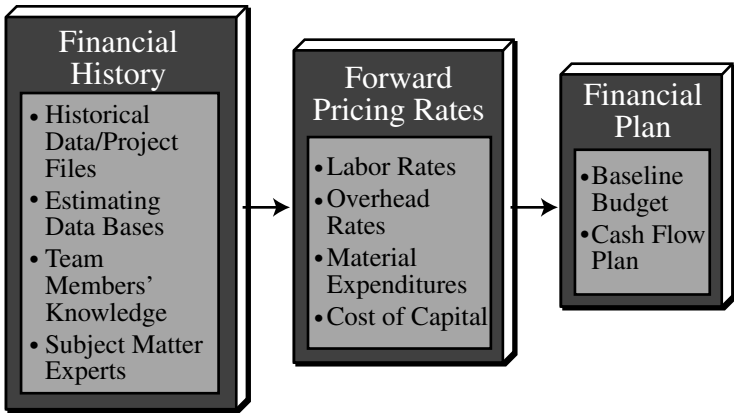 Financial
History
• Historical
Data/Project
Files
• Estimating
Data Bases
• Team
Members’
Knowledge
• Subject Matter
Experts
Forward
Pricing Rates
• Labor Rates
• Overhead
Rates
• Material
Expenditures
• Cost of Capital
Financial
Plan
• Baseline
Budget
• Cash Flow
Plan